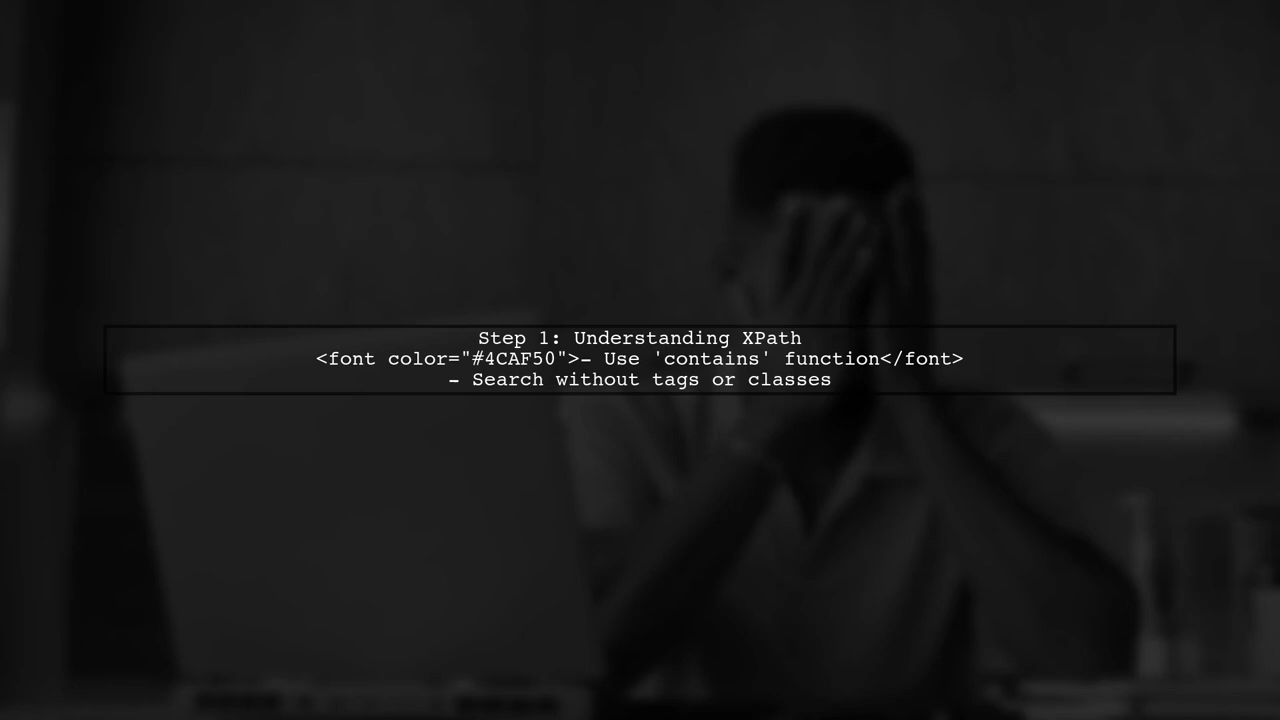 Step 1: Understanding XPath
<font color="#4CAF50">- Use 'contains' function</font>
- Search without tags or classes